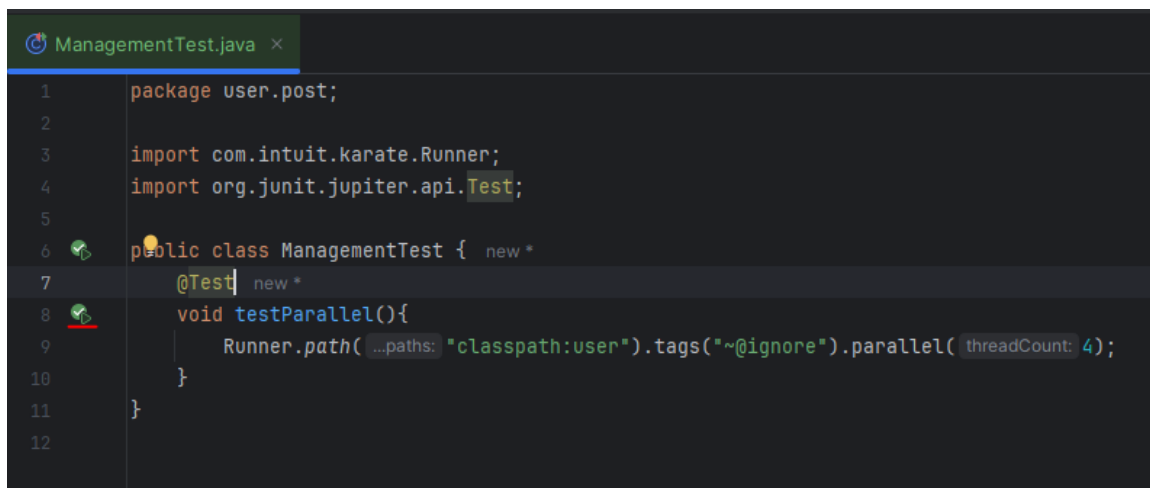 ManagementTest.java ×
1 package user.post;
2
3 import com.intuit.karate.Runner;
4 import org.junit.jupiter.api.Test;
5
6 public class ManagementTest { new *
7 @Test new *
8 void testParallel(){
9 Runner.path( ...paths: "classpath:user").tags("~@ignore").parallel( threadCount: 4);
10 }
11 }
12